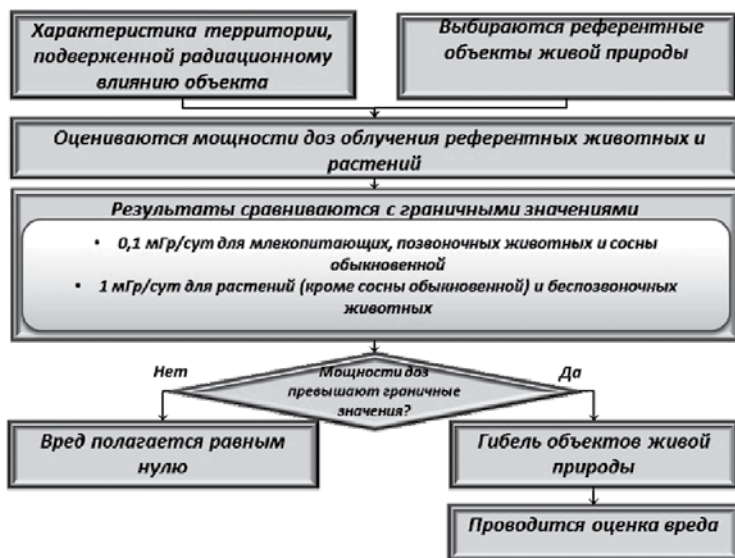 Характеристика территории,
подверженной радиационному
влиянию объекта
Выбираются референтные
объекты живой природы
Оцениваются мощности доз облучения референтных животных и
растений
Результаты сравниваются с граничными значениями
• 0,1 мГр/сут для млекопитающих, позвоночных животных и сосны
обыкновенной
• 1 мГр/сут для растений (кроме сосны обыкновенной) и беспозвоночных
животных
Нет
Мощности доз
превышают граничные
значения?
Да
Вред полагается равным
нулю
Гибель объектов живой
природы
Проводится оценка вреда